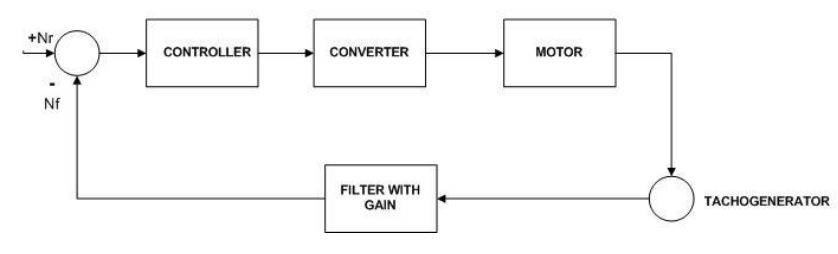 +Nr
CONTROLLER
CONVERTER
MOTOR
-
Nf
FILTER WITH
GAIN
TACHOGENERATOR